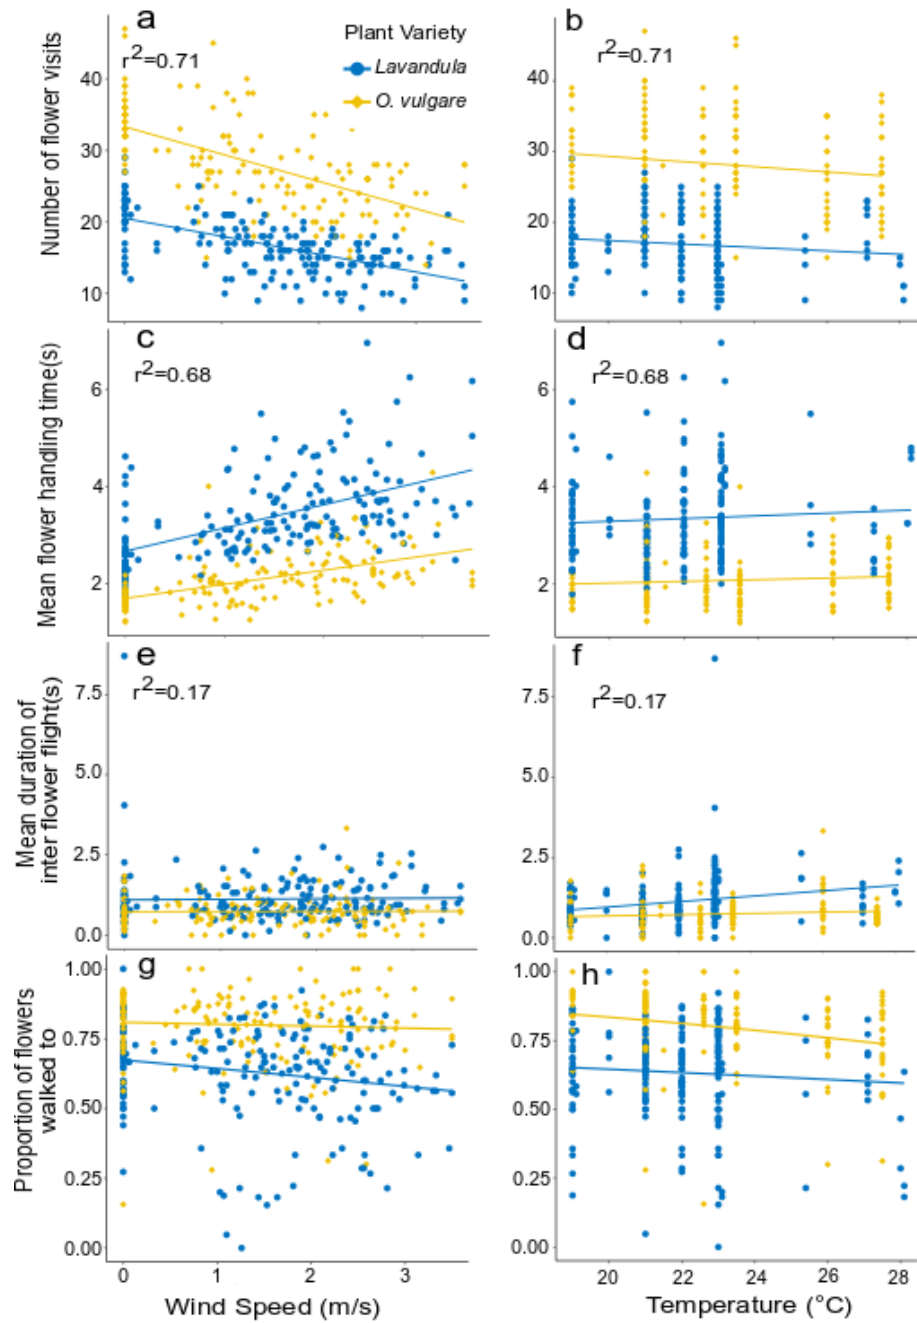 a
r²=0.71
Plant Variety
Lavandula
O. vulgare
Number of flower visits
40
30
20
10
b
r²=0.71
40
30
20
10
c
r²=0.68
Mean flower handling time(s)
6
4
2
d
r²=0.68
6
4
2
e
r²=0.17
Mean duration of
inter flower flight(s)
7.5
5.0
2.5
0.0
f
r²=0.17
7.5
5.0
2.5
0.0
g
Proportion of flowers
walked to
1.00
0.75
0.50
0.25
0.00
0
1
2
3
Wind Speed (m/s)
h
1.00
0.75
0.50
0.25
0.00
20
22
24
26
28
Temperature (°C)